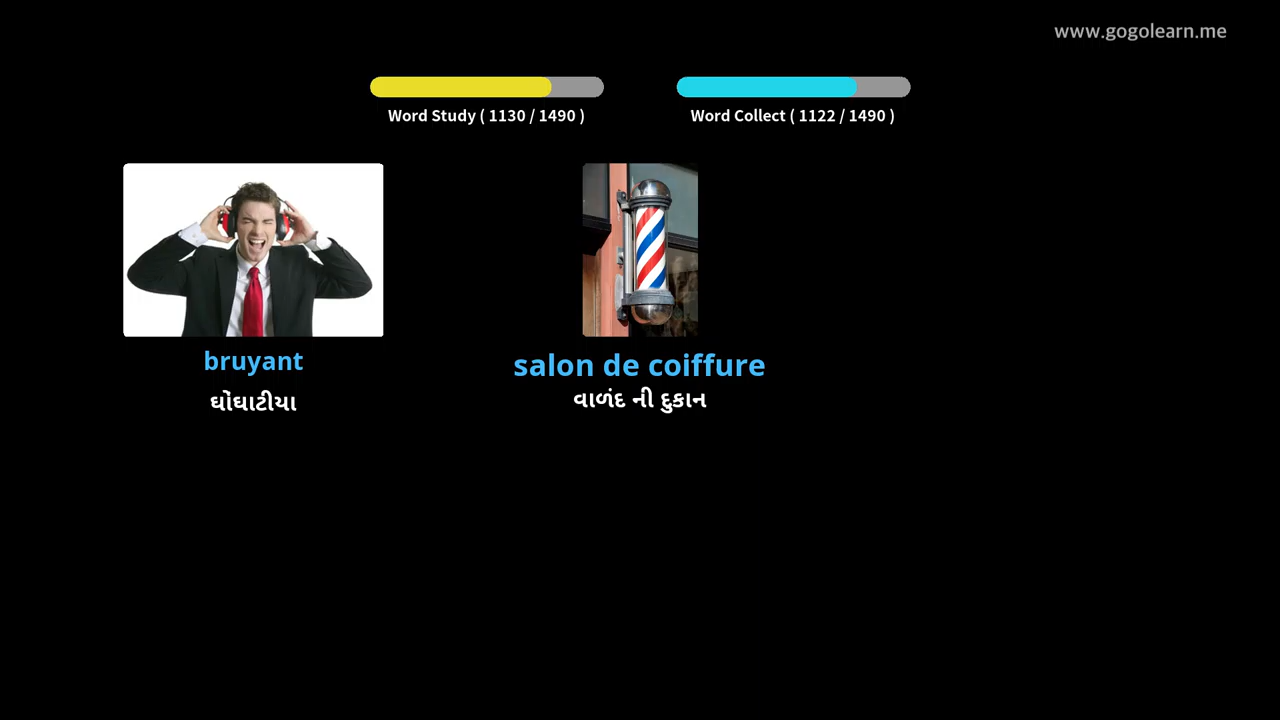 www.gogolearn.me
Word Study ( 1130 / 1490 )
Word Collect ( 1122 / 1490 )
bruyant
ઘોઘાટીયા
salon de coiffure
વાળંદ ની દુકાન